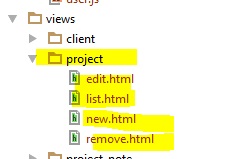 user.js
views
client
project
edit.html
list.html
new.html
remove.html
project_note